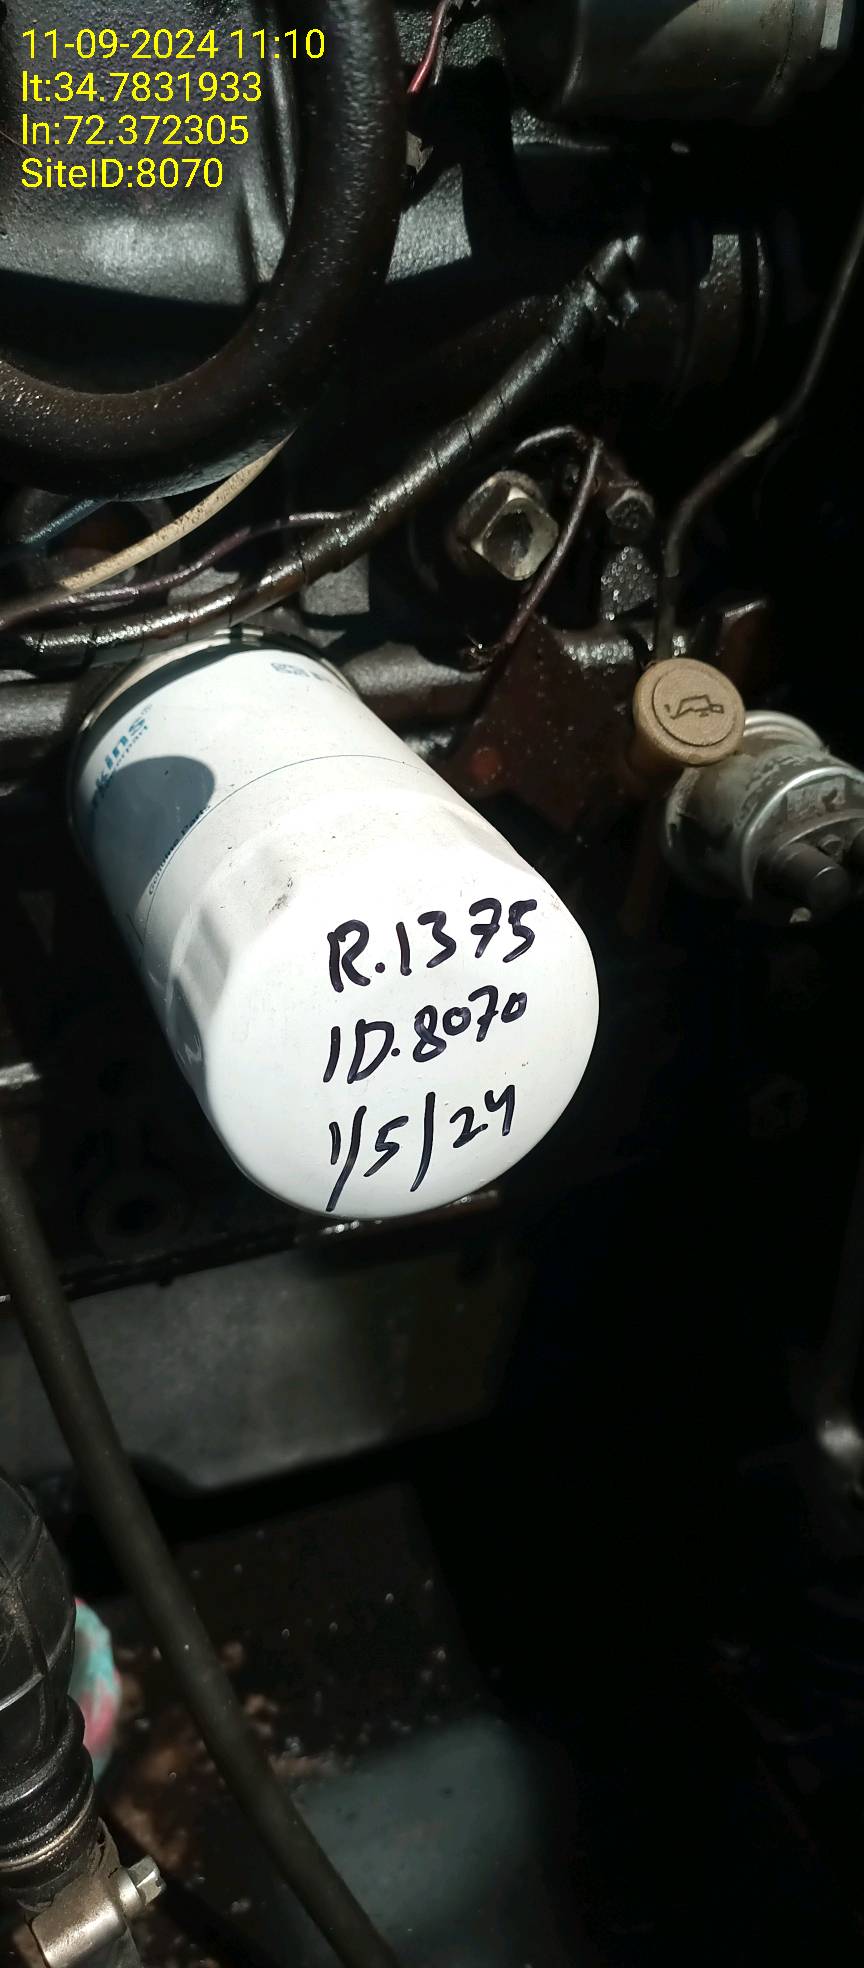 11-09-2024 11:10
lt:34.7831933
ln:72.372305
SiteID:8070
R.1375
ID.8070
1/5/24